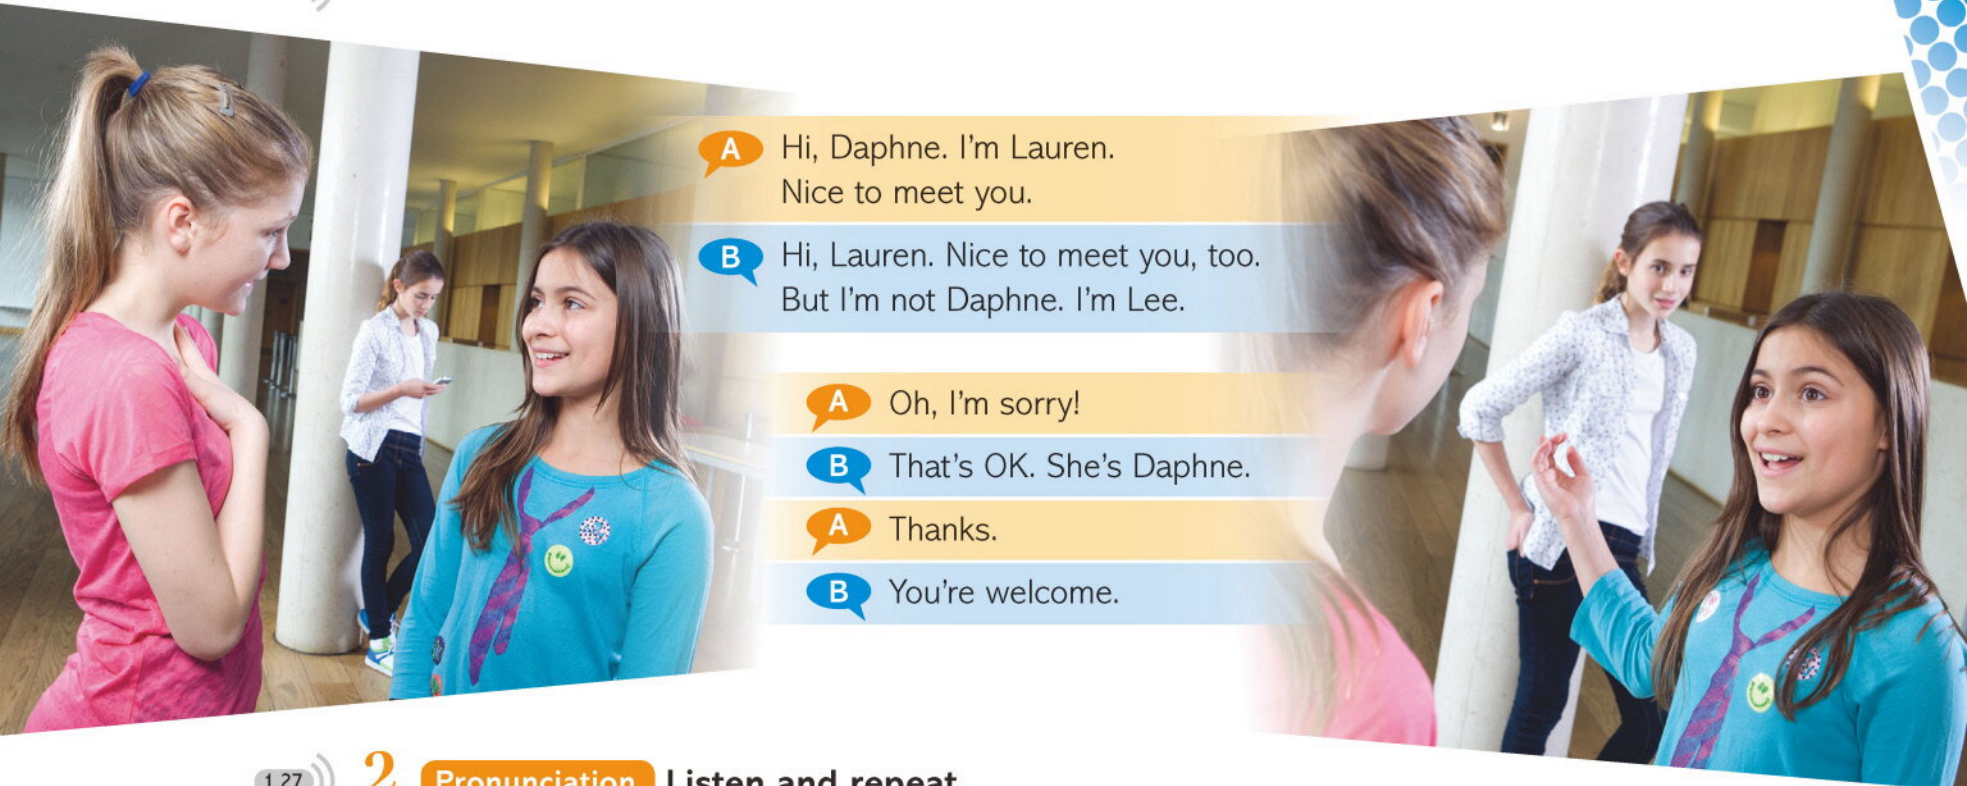 A Hi, Daphne. I'm Lauren.
Nice to meet you.
B Hi, Lauren. Nice to meet you, too.
But I'm not Daphne. I'm Lee.
A Oh, I'm sorry!
B That's OK. She's Daphne.
A Thanks.
B You're welcome.
1.27 2 Pronunciation Listen and repeat.